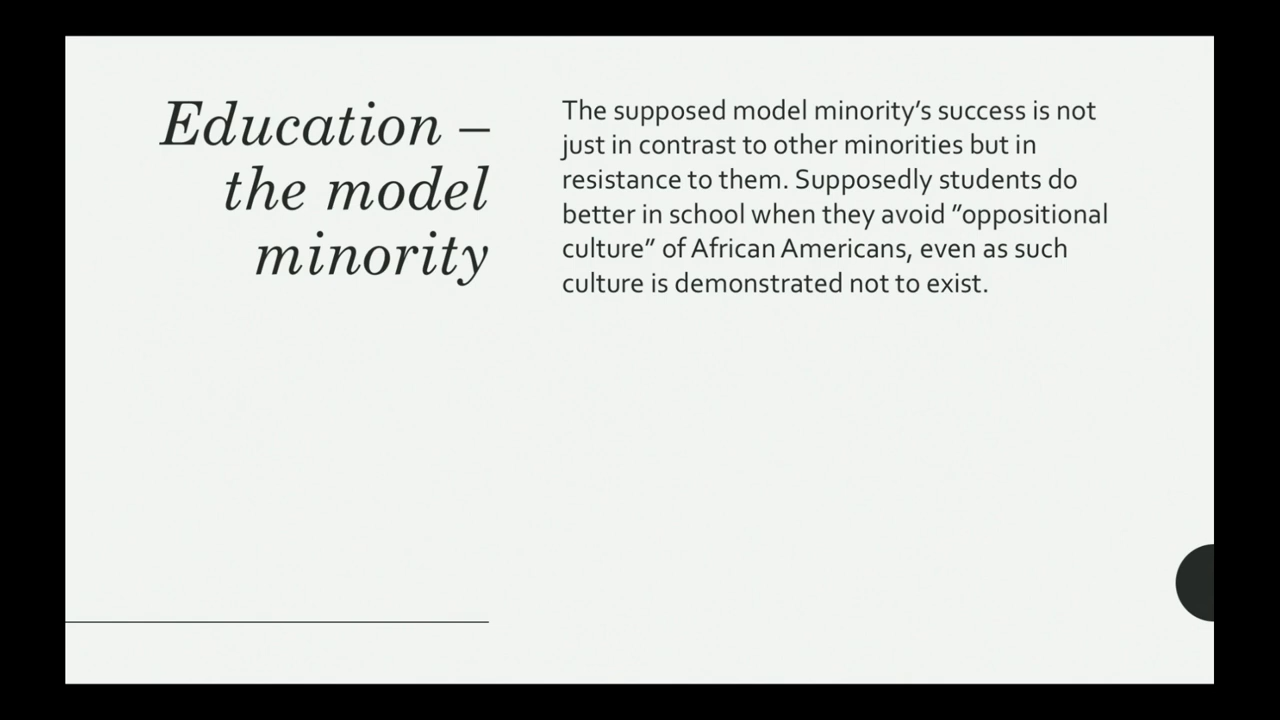 Education –
the model
minority
The supposed model minority’s success is not
just in contrast to other minorities but in
resistance to them. Supposedly students do
better in school when they avoid ”oppositional
culture” of African Americans, even as such
culture is demonstrated not to exist.